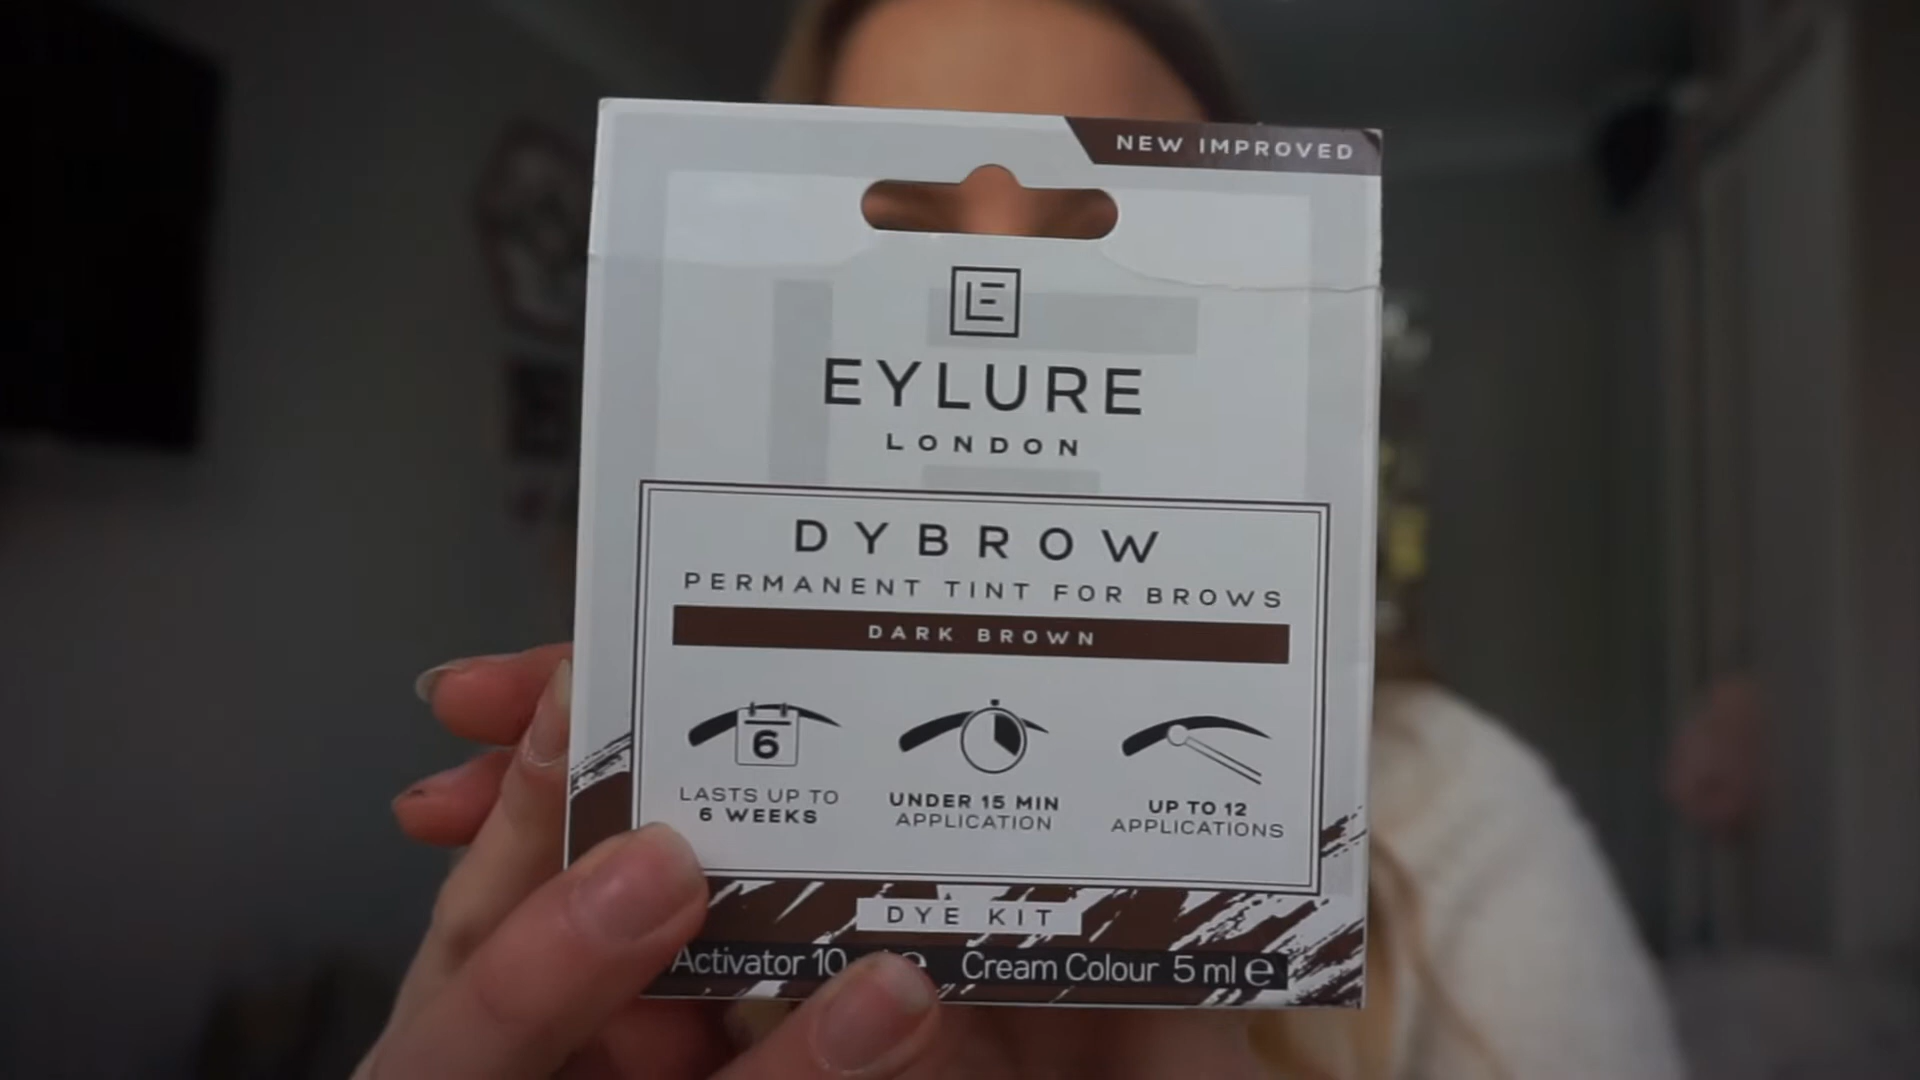 NEW IMPROVED
E
EYLURE
LONDON
DYBROW
PERMANENT TINT FOR BROWS
DARK BROWN
6
LASTS UP TO
6 WEEKS
UNDER 15 MIN
APPLICATION
UP TO 12
APPLICATIONS
DYE KIT
Activator 10 Cream Colour 5 ml e